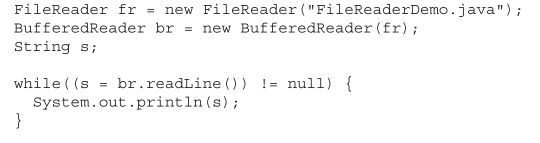 FileReader fr = new FileReader("FileReaderDemo.java");
BufferedReader br = new BufferedReader(fr);
String s;

while((s = br.readLine()) != null) {
  System.out.println(s);
}